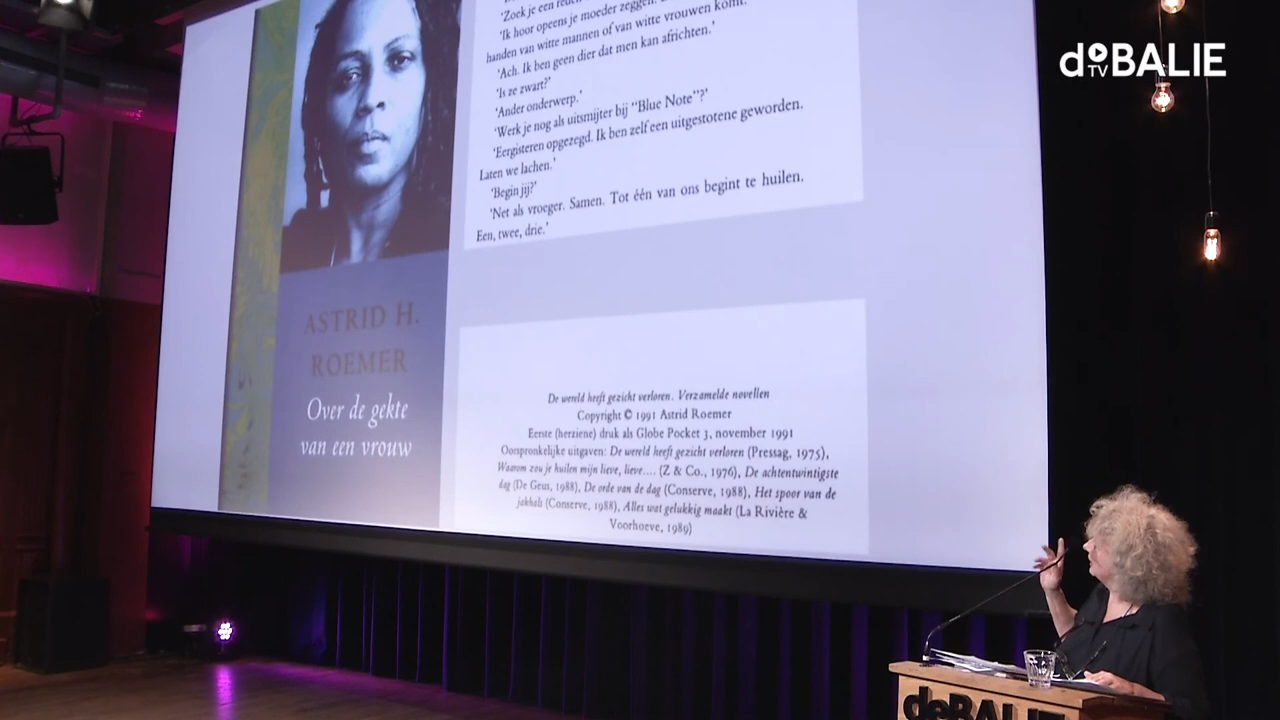 'Zoek je een
'Ik hoor opeens je moeder zeggen.
handen van witte mannen of van witte vrouwen komt.
'Ach. Ik ben geen dier dat men kan africhten.'
'Is ze zwart?'
'Ander onderwerp.'
'Werk je nog als uitsmijter bij “Blue Note”?'
'Eergisteren opgezegd. Ik ben zelf een uitgestotene geworden.
Laten we lachen.'
'Begin jij?'
'Net als vroeger. Samen. Tot één van ons begint te huilen.
Een, twee, drie.'
ASTRID H.
ROEMER
Over de gekte
van een vrouw
De wereld heeft gezicht verloren. Verzamelde novellen
Copyright © 1991 Astrid Roemer
Eerste (herziene) druk als Globe Pocket 3, november 1991
Oorspronkelijke uitgaven: De wereld heeft gezicht verloren (Pressag, 1975),
Waarom zou je huilen mijn lieve, lieve.... (Z & Co., 1976), De achtentwintigste
dag (De Geus, 1988), De orde van de dag (Conserve, 1988), Het spoor van de
jakhals (Conserve, 1988), Alles wat gelukkig maakt (La Rivière &
Voorhoeve, 1989)
deBALIE
TV
deBALIE